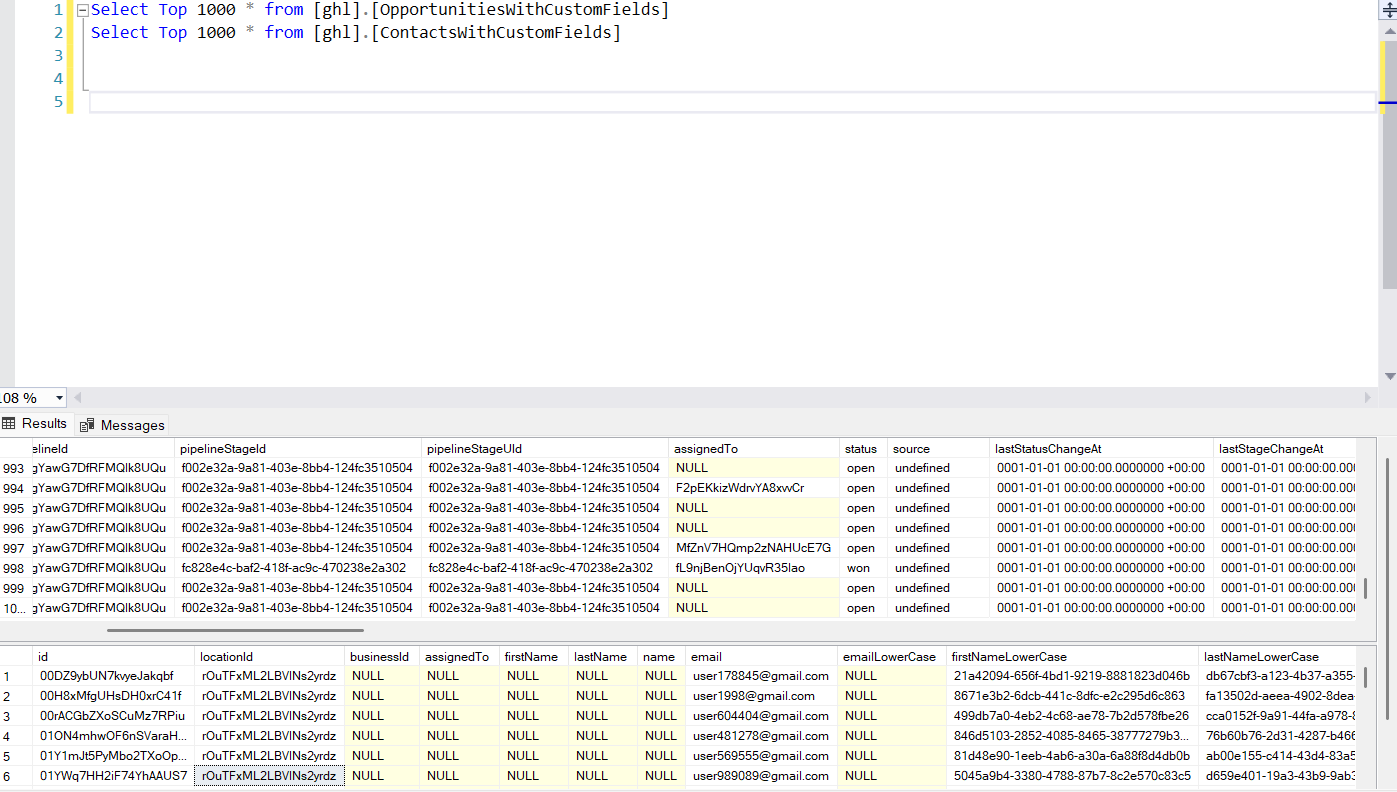 1 Select Top 1000 * from [ghl].[OpportunitiesWithCustomFields]
2 Select Top 1000 * from [ghl].[ContactsWithCustomFields]
3
4
5
.08 %
Results Messages
elineId pipelineStageId pipelineStageUId assignedTo status source lastStatusChangeAt lastStageChangeAt
993 gYawG7DfRFMQlk8UQu f002e32a-9a81-403e-8bb4-124fc3510504 f002e32a-9a81-403e-8bb4-124fc3510504 NULL open undefined 0001-01-01 00:00:00.0000000 +00:00 0001-01-01 00:00:00.000
994 gYawG7DfRFMQlk8UQu f002e32a-9a81-403e-8bb4-124fc3510504 f002e32a-9a81-403e-8bb4-124fc3510504 F2pEKkizWdrvYA8xvvCr open undefined 0001-01-01 00:00:00.0000000 +00:00 0001-01-01 00:00:00.000
995 gYawG7DfRFMQlk8UQu f002e32a-9a81-403e-8bb4-124fc3510504 f002e32a-9a81-403e-8bb4-124fc3510504 NULL open undefined 0001-01-01 00:00:00.0000000 +00:00 0001-01-01 00:00:00.000
996 gYawG7DfRFMQlk8UQu f002e32a-9a81-403e-8bb4-124fc3510504 f002e32a-9a81-403e-8bb4-124fc3510504 NULL open undefined 0001-01-01 00:00:00.0000000 +00:00 0001-01-01 00:00:00.000
997 gYawG7DfRFMQlk8UQu f002e32a-9a81-403e-8bb4-124fc3510504 f002e32a-9a81-403e-8bb4-124fc3510504 MfZnV7HQmp2zNAHUcE7G open undefined 0001-01-01 00:00:00.0000000 +00:00 0001-01-01 00:00:00.000
998 gYawG7DfRFMQlk8UQu fc828e4c-baf2-418f-ac9c-470238e2a302 fc828e4c-baf2-418f-ac9c-470238e2a302 fL9njBenOjYUqvR35lao won undefined 0001-01-01 00:00:00.0000000 +00:00 0001-01-01 00:00:00.000
999 gYawG7DfRFMQlk8UQu f002e32a-9a81-403e-8bb4-124fc3510504 f002e32a-9a81-403e-8bb4-124fc3510504 NULL open undefined 0001-01-01 00:00:00.0000000 +00:00 0001-01-01 00:00:00.000
10... gYawG7DfRFMQlk8UQu f002e32a-9a81-403e-8bb4-124fc3510504 f002e32a-9a81-403e-8bb4-124fc3510504 NULL open undefined 0001-01-01 00:00:00.0000000 +00:00 0001-01-01 00:00:00.000
id locationId businessId assignedTo firstName lastName name email emailLowerCase firstNameLowerCase lastNameLowerCase
1 00DZ9ybUN7kvyeJakqbf rOuTFxML2LBVlNs2yrdz NULL NULL NULL NULL NULL user178845@gmail.com NULL 21a42094-656f-4bd1-9219-8881823d046b db67cbf3-a123-4b37-a355-
2 00H8xMfgUHsDH0xrC41f rOuTFxML2LBVlNs2yrdz NULL NULL NULL NULL NULL user1998@gmail.com NULL 8671e3b2-6dcb-441c-8dfc-e2c295d6c863 fa13502d-aeea-4902-8dea-
3 00rACGbZXoSCuMz7RPiu rOuTFxML2LBVlNs2yrdz NULL NULL NULL NULL NULL user604404@gmail.com NULL 499db7a0-4eb2-4c68-ae78-7b2d578fbe26 cca0152f-9a91-44fa-a978-8
4 01ON4mhwOF6nSVaraH... rOuTFxML2LBVlNs2yrdz NULL NULL NULL NULL NULL user481278@gmail.com NULL 846d5103-2852-4085-8465-38777279b3... 76b60b76-2d31-4287-b466
5 01Y1mJt5PyMbo2TXoOp... rOuTFxML2LBVlNs2yrdz NULL NULL NULL NULL NULL user569555@gmail.com NULL 81d48e90-1eeb-4ab6-a30a-6a88f8d4db0b ab00e155-c414-43d4-83a5
6 01YWq7HH2iF74YhAAUS7 rOuTFxML2LBVlNs2yrdz NULL NULL NULL NULL NULL user989089@gmail.com NULL 5045a9b4-3380-4788-87b7-8c2e570c83c5 d659e401-19a3-43b9-9ab3